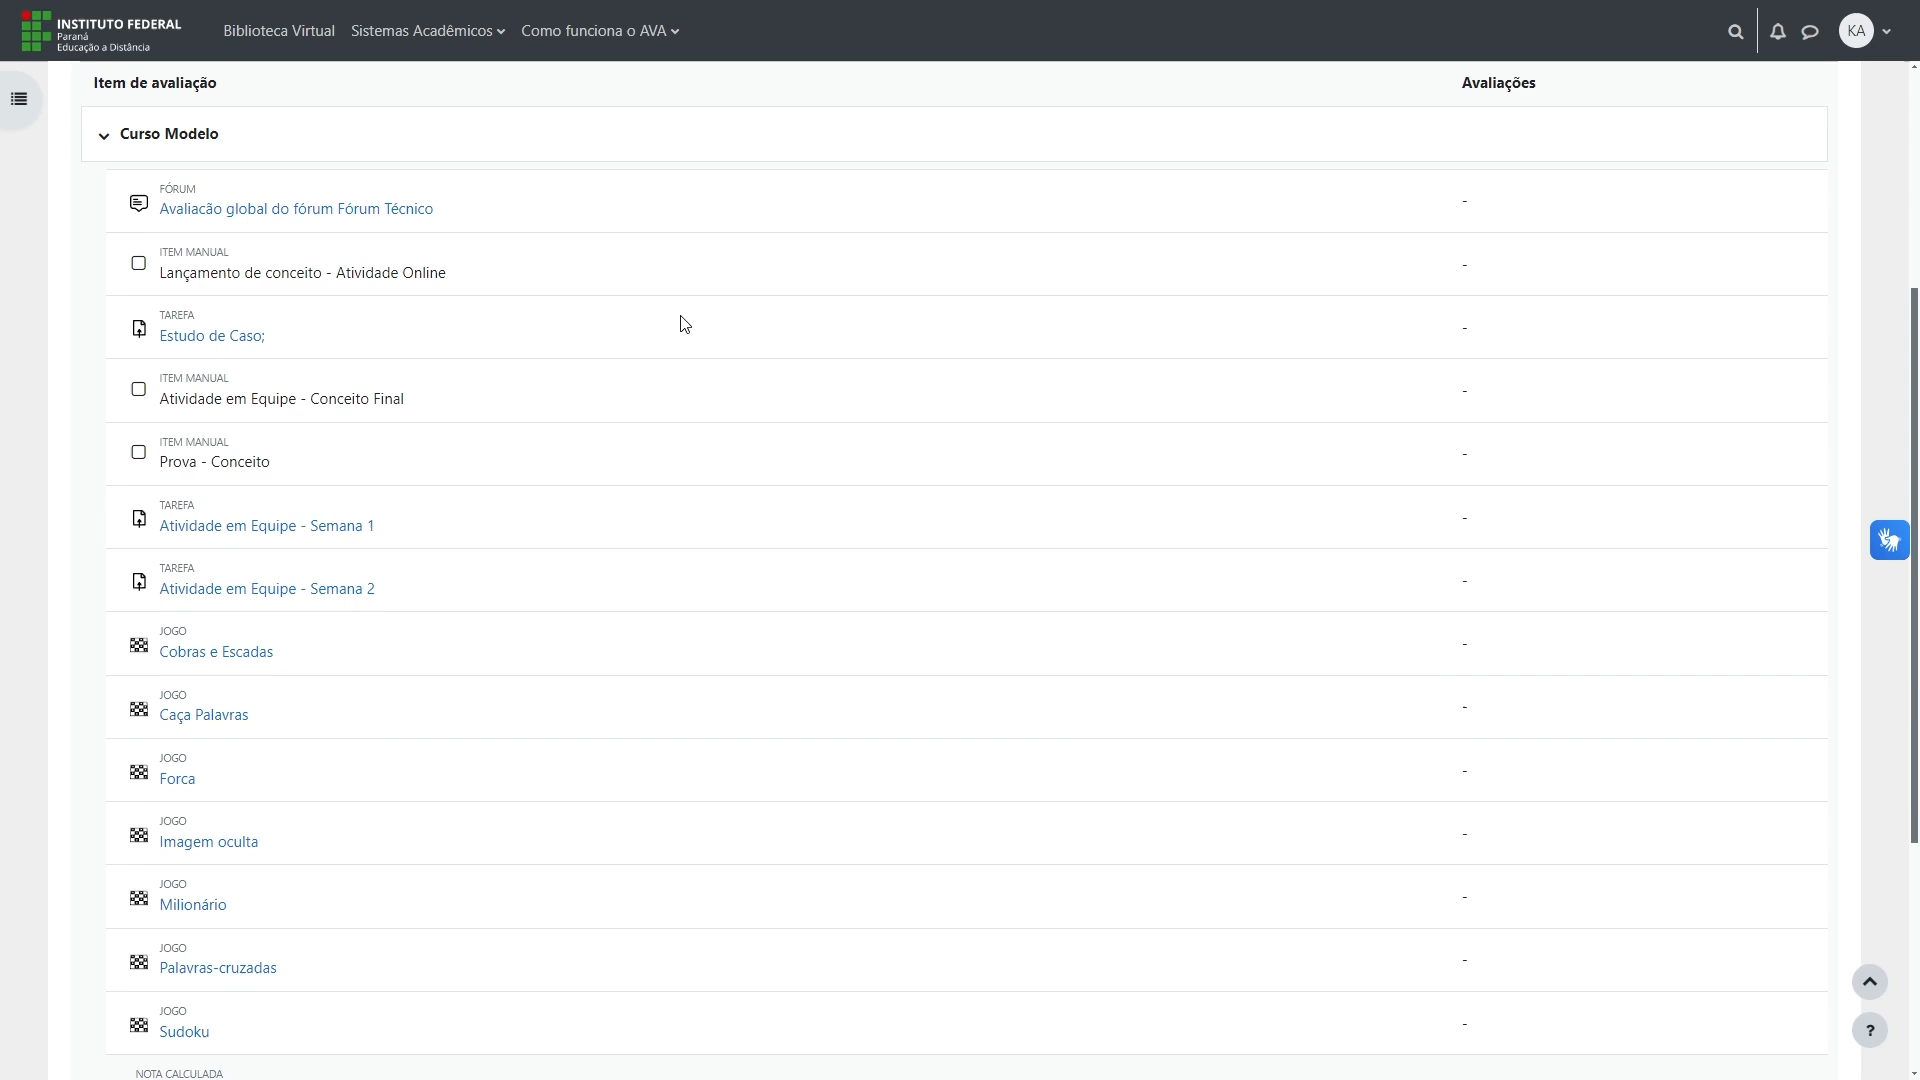 INSTITUTO FEDERAL
Paraná
Educação a Distância
Biblioteca Virtual
Sistemas Acadêmicos
Como funciona o AVA
KA
Item de avaliação
Avaliações
Curso Modelo
FÓRUM
Avaliacão global do fórum Fórum Técnico
-
ITEM MANUAL
Lançamento de conceito - Atividade Online
-
TAREFA
Estudo de Caso;
-
ITEM MANUAL
Atividade em Equipe - Conceito Final
-
ITEM MANUAL
Prova - Conceito
-
TAREFA
Atividade em Equipe - Semana 1
-
TAREFA
Atividade em Equipe - Semana 2
-
JOGO
Cobras e Escadas
-
JOGO
Caça Palavras
-
JOGO
Forca
-
JOGO
Imagem oculta
-
JOGO
Milionário
-
JOGO
Palavras-cruzadas
-
JOGO
Sudoku
-
?
NOTA CALCULADA